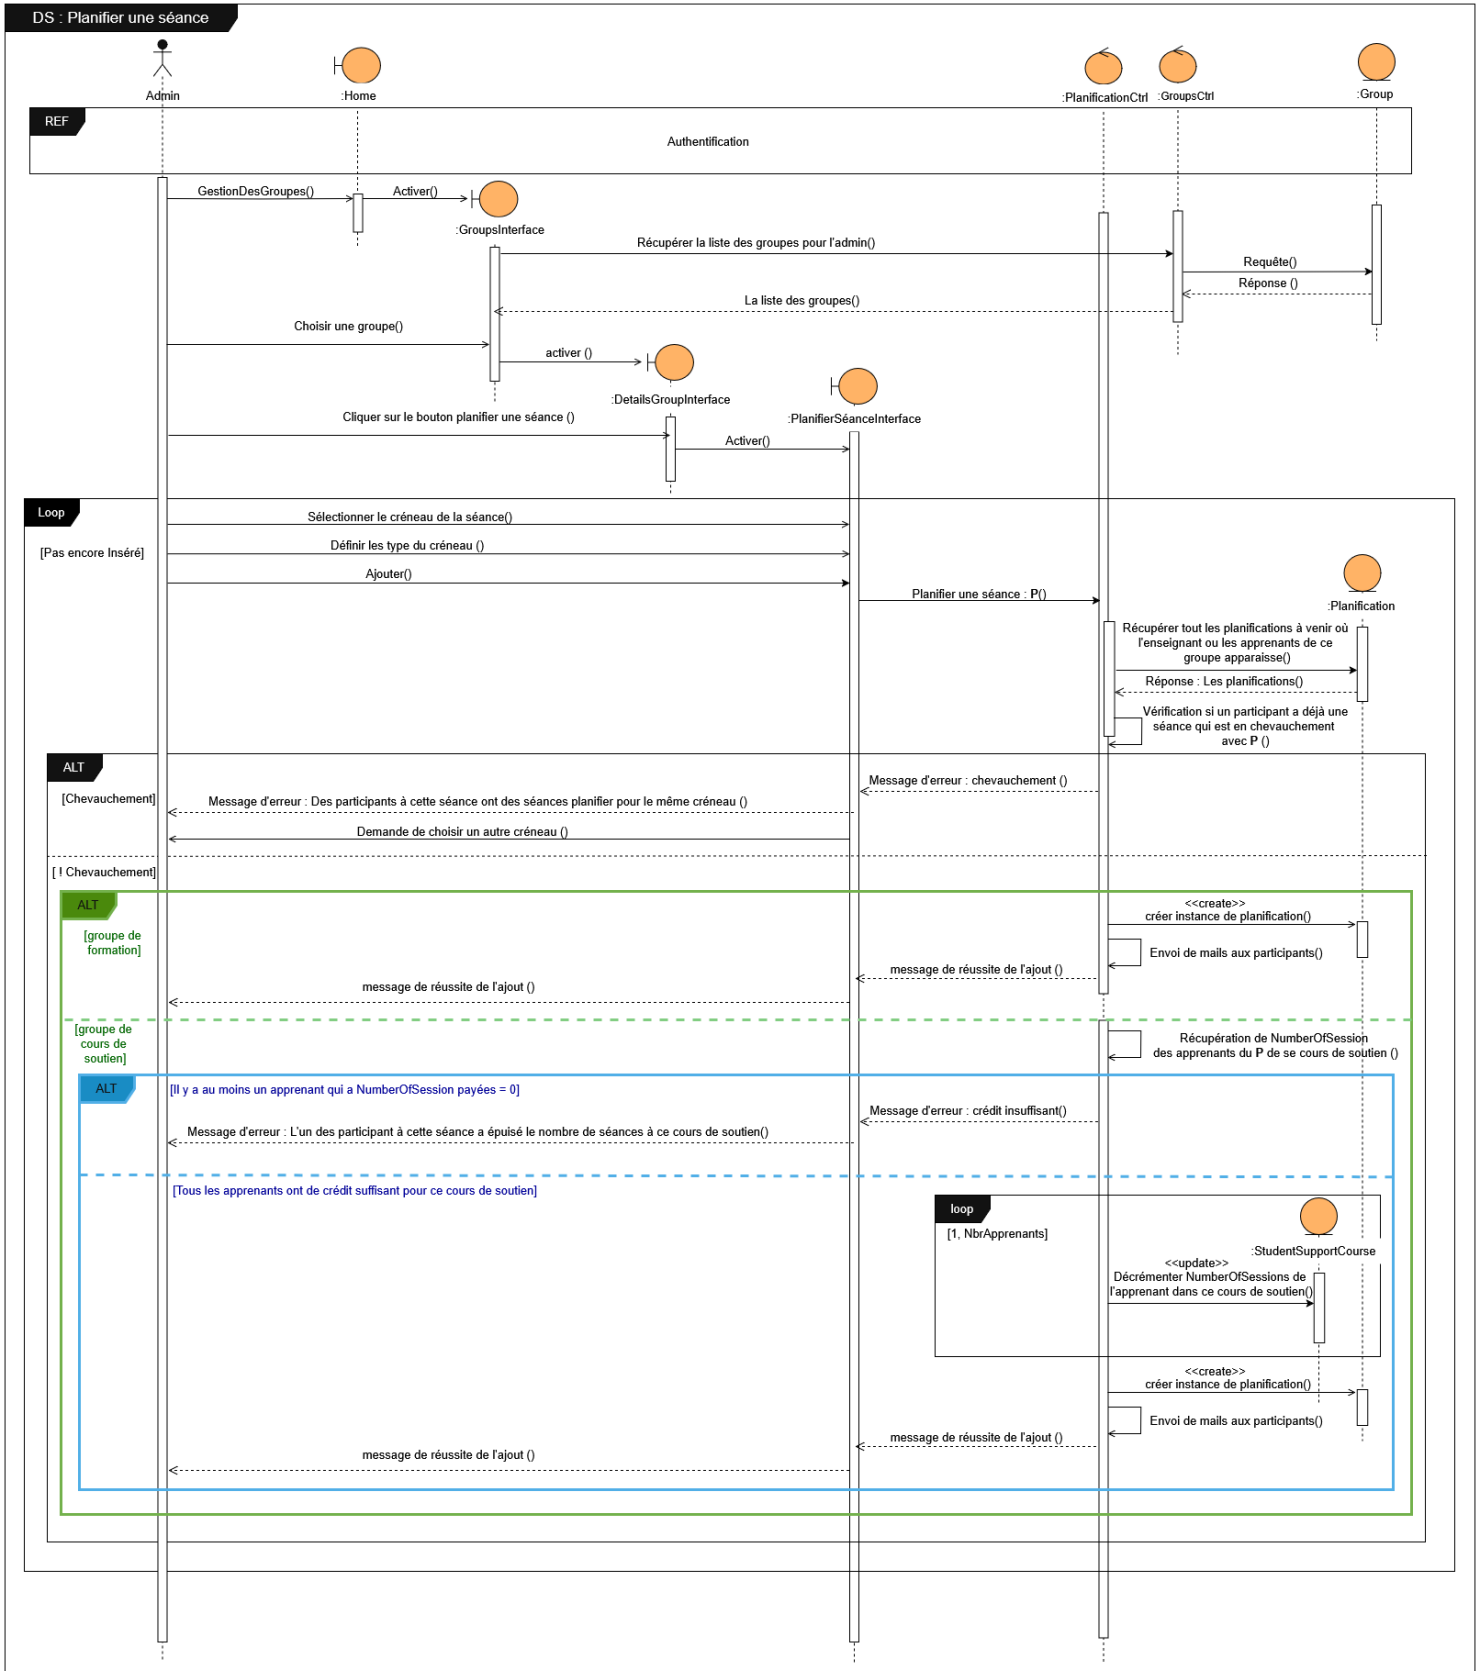 DS : Planifier une séance
Admin
:Home
:PlanificationCtrl
:GroupsCtrl
:Group
REF
Authentification
GestionDesGroupes()
Activer()
:GroupsInterface
Récupérer la liste des groupes pour l'admin()
Requête()
Réponse ()
La liste des groupes()
Choisir une groupe()
activer ()
:DetailsGroupInterface
:PlanifierSéanceInterface
Cliquer sur le bouton planifier une séance ()
Activer()
Loop
[Pas encore Inséré]
Sélectionner le créneau de la séance()
Définir les type du créneau ()
Ajouter()
Planifier une séance : P()
:Planification
Récupérer tout les planifications à venir où
l'enseignant ou les apprenants de ce
groupe apparaisse()
Réponse : Les planifications()
Vérification si un participant a déjà une
séance qui est en chevauchement
avec P ()
ALT
[Chevauchement]
Message d'erreur : chevauchement ()
Message d'erreur : Des participants à cette séance ont des séances planifier pour le même créneau ()
Demande de choisir un autre créneau ()
[ ! Chevauchement]
ALT
[groupe de
formation]
<<create>>
créer instance de planification()
Envoi de mails aux participants()
message de réussite de l'ajout ()
message de réussite de l'ajout ()
[groupe de
cours de
soutien]
Récupération de NumberOfSession
des apprenants du P de se cours de soutien ()
ALT
[Il y a au moins un apprenant qui a NumberOfSession payées = 0]
Message d'erreur : crédit insuffisant()
Message d'erreur : L'un des participant à cette séance a épuisé le nombre de séances à ce cours de soutien()
[Tous les apprenants ont de crédit suffisant pour ce cours de soutien]
loop
[1, NbrApprenants]
:StudentSupportCourse
<<update>>
Décrémenter NumberOfSessions de
l'apprenant dans ce cours de soutien()
<<create>>
créer instance de planification()
Envoi de mails aux participants()
message de réussite de l'ajout ()
message de réussite de l'ajout ()